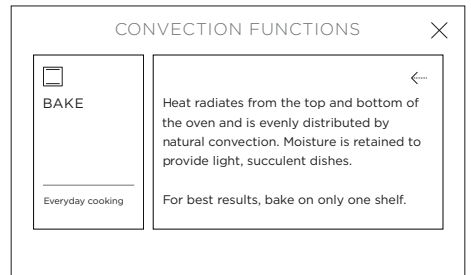 CONVECTION FUNCTIONS
BAKE
Everyday cooking
Heat radiates from the top and bottom of
the oven and is evenly distributed by
natural convection. Moisture is retained to
provide light, succulent dishes.
For best results, bake on only one shelf.